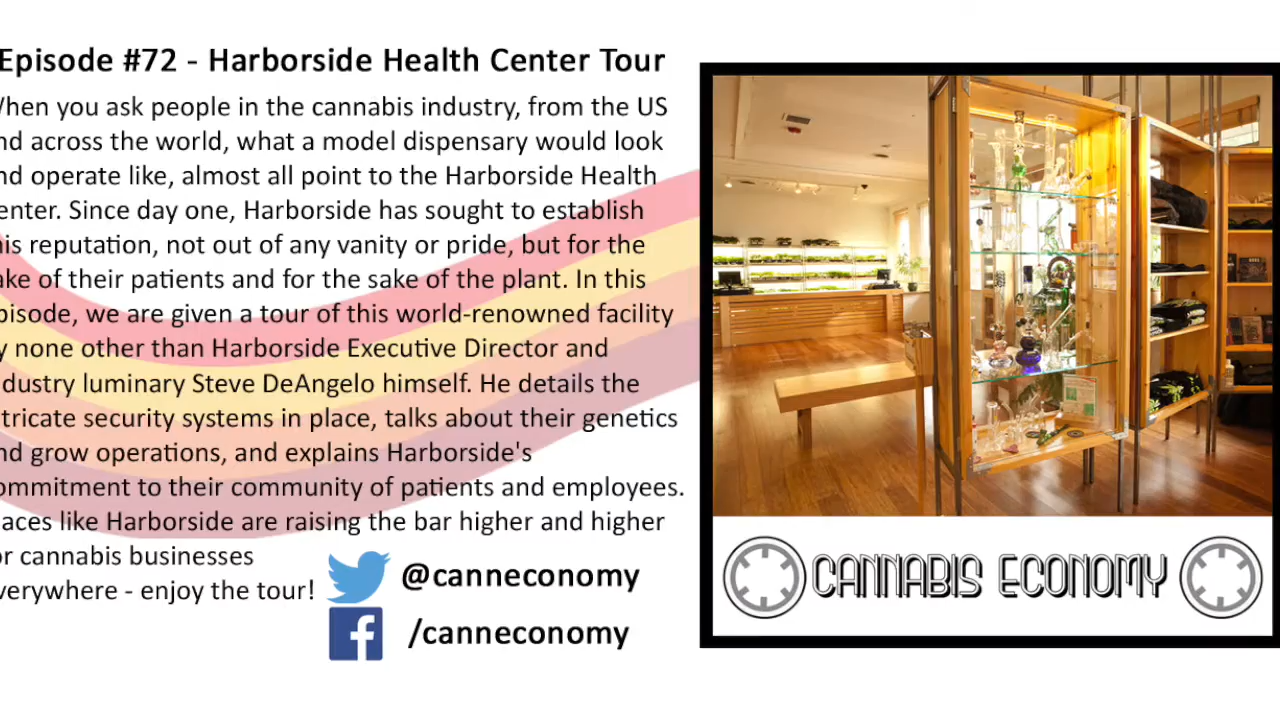 Episode #72 - Harborside Health Center Tour
hen you ask people in the cannabis industry, from the US
nd across the world, what a model dispensary would look
nd operate like, almost all point to the Harborside Health
enter. Since day one, Harborside has sought to establish
his reputation, not out of any vanity or pride, but for the
ake of their patients and for the sake of the plant. In this
pisode, we are given a tour of this world-renowned facility
y none other than Harborside Executive Director and
ndustry luminary Steve DeAngelo himself. He details the
ntricate security systems in place, talks about their genetics
nd grow operations, and explains Harborside's
ommitment to their community of patients and employees.
laces like Harborside are raising the bar higher and higher
or cannabis businesses
verywhere - enjoy the tour!
@canneconomy
/canneconomy
CANNABIS ECONOMY